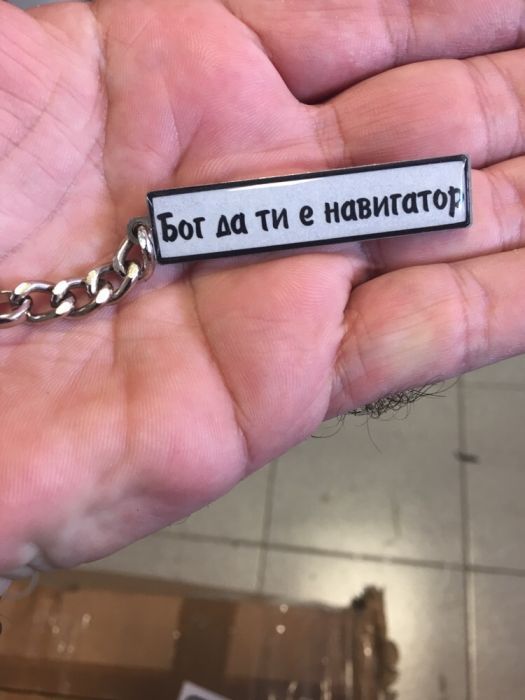 Бог да ти е навигатор